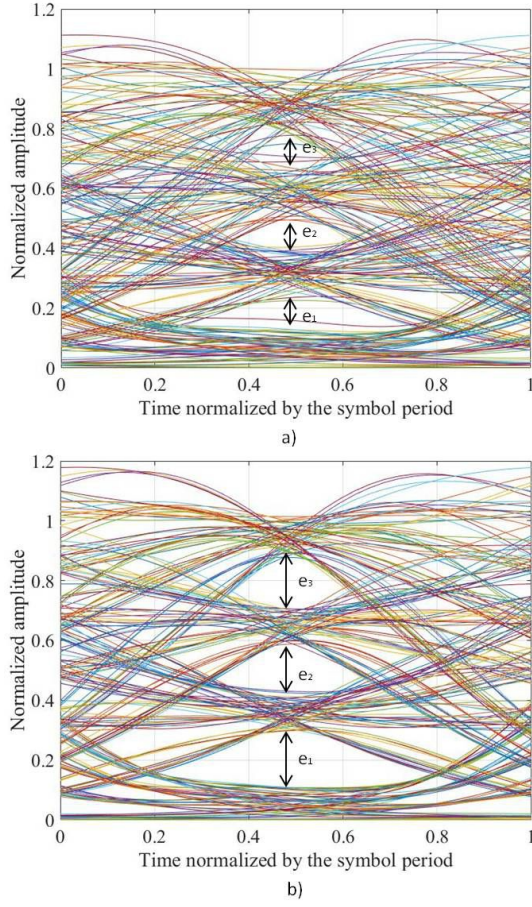 1.2
1
0.8
0.6
0.4
0.2
0
Normalized amplitude
e3
e2
e1
0 0.2 0.4 0.6 0.8 1
Time normalized by the symbol period
a)
1.2
1
0.8
0.6
0.4
0.2
0
Normalized amplitude
e3
e2
e1
0 0.2 0.4 0.6 0.8 1
Time normalized by the symbol period
b)